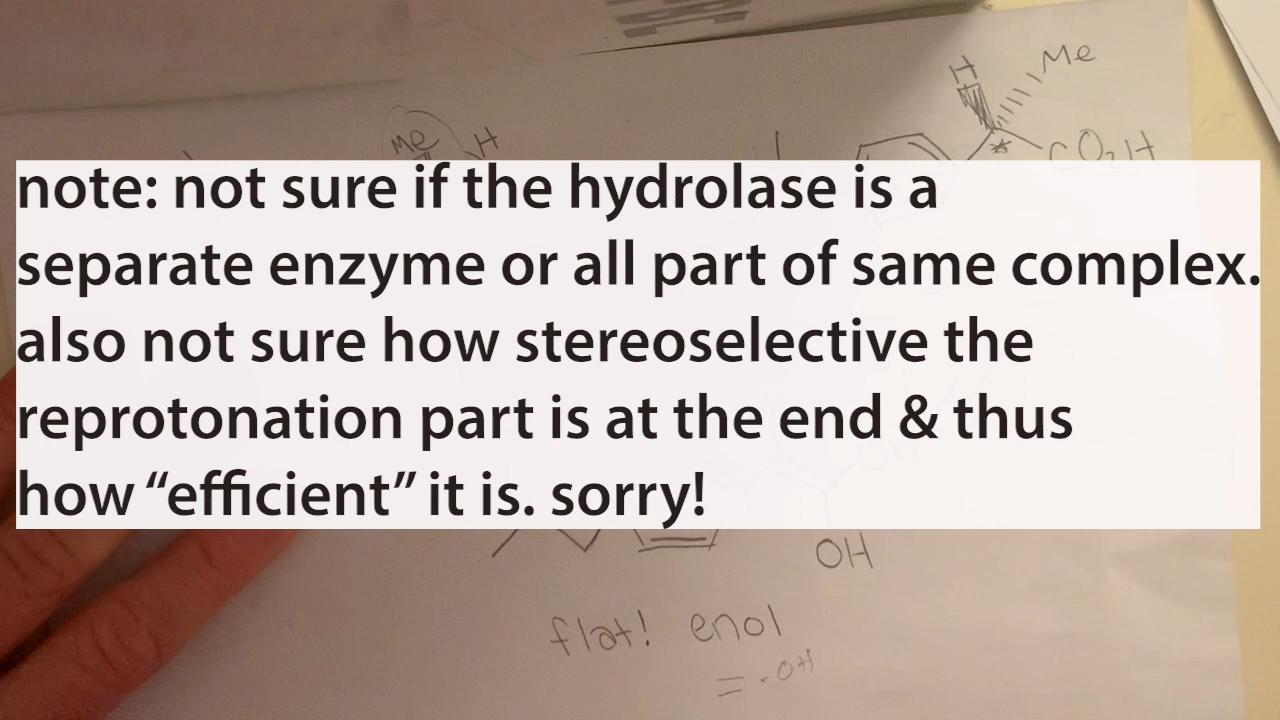 H
Me
Me
H
CO₂H
note: not sure if the hydrolase is a
separate enzyme or all part of same complex.
also not sure how stereoselective the
reprotonation part is at the end & thus
how “efficient” it is. sorry!
OH
flat! enol
= -OH